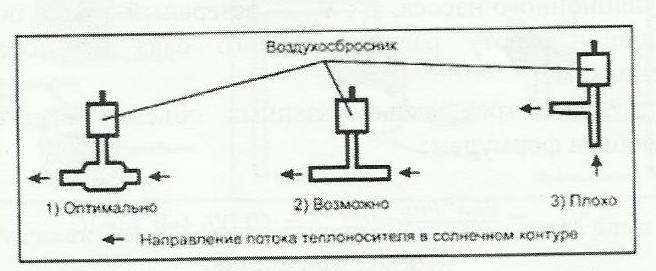 Воздухосбросник
1) Оптимально 2) Возможно 3) Плохо
Направление потока теплоносителя в солнечном контуре